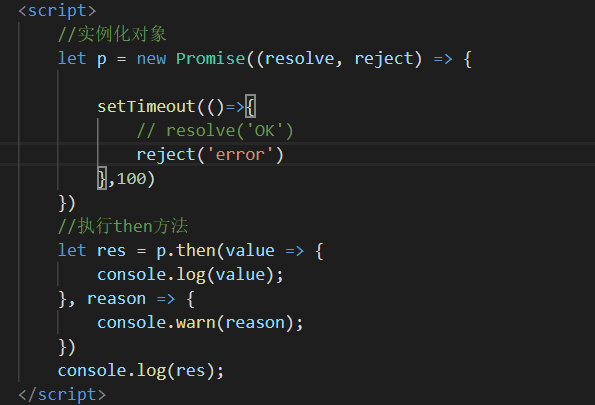 <script>
//实例化对象
let p = new Promise((resolve, reject) => {
setTimeout(()=>{
// resolve('OK')
reject('error')
},100)
})
//执行then方法
let res = p.then(value => {
console.log(value);
}, reason => {
console.warn(reason);
})
console.log(res);
</script>